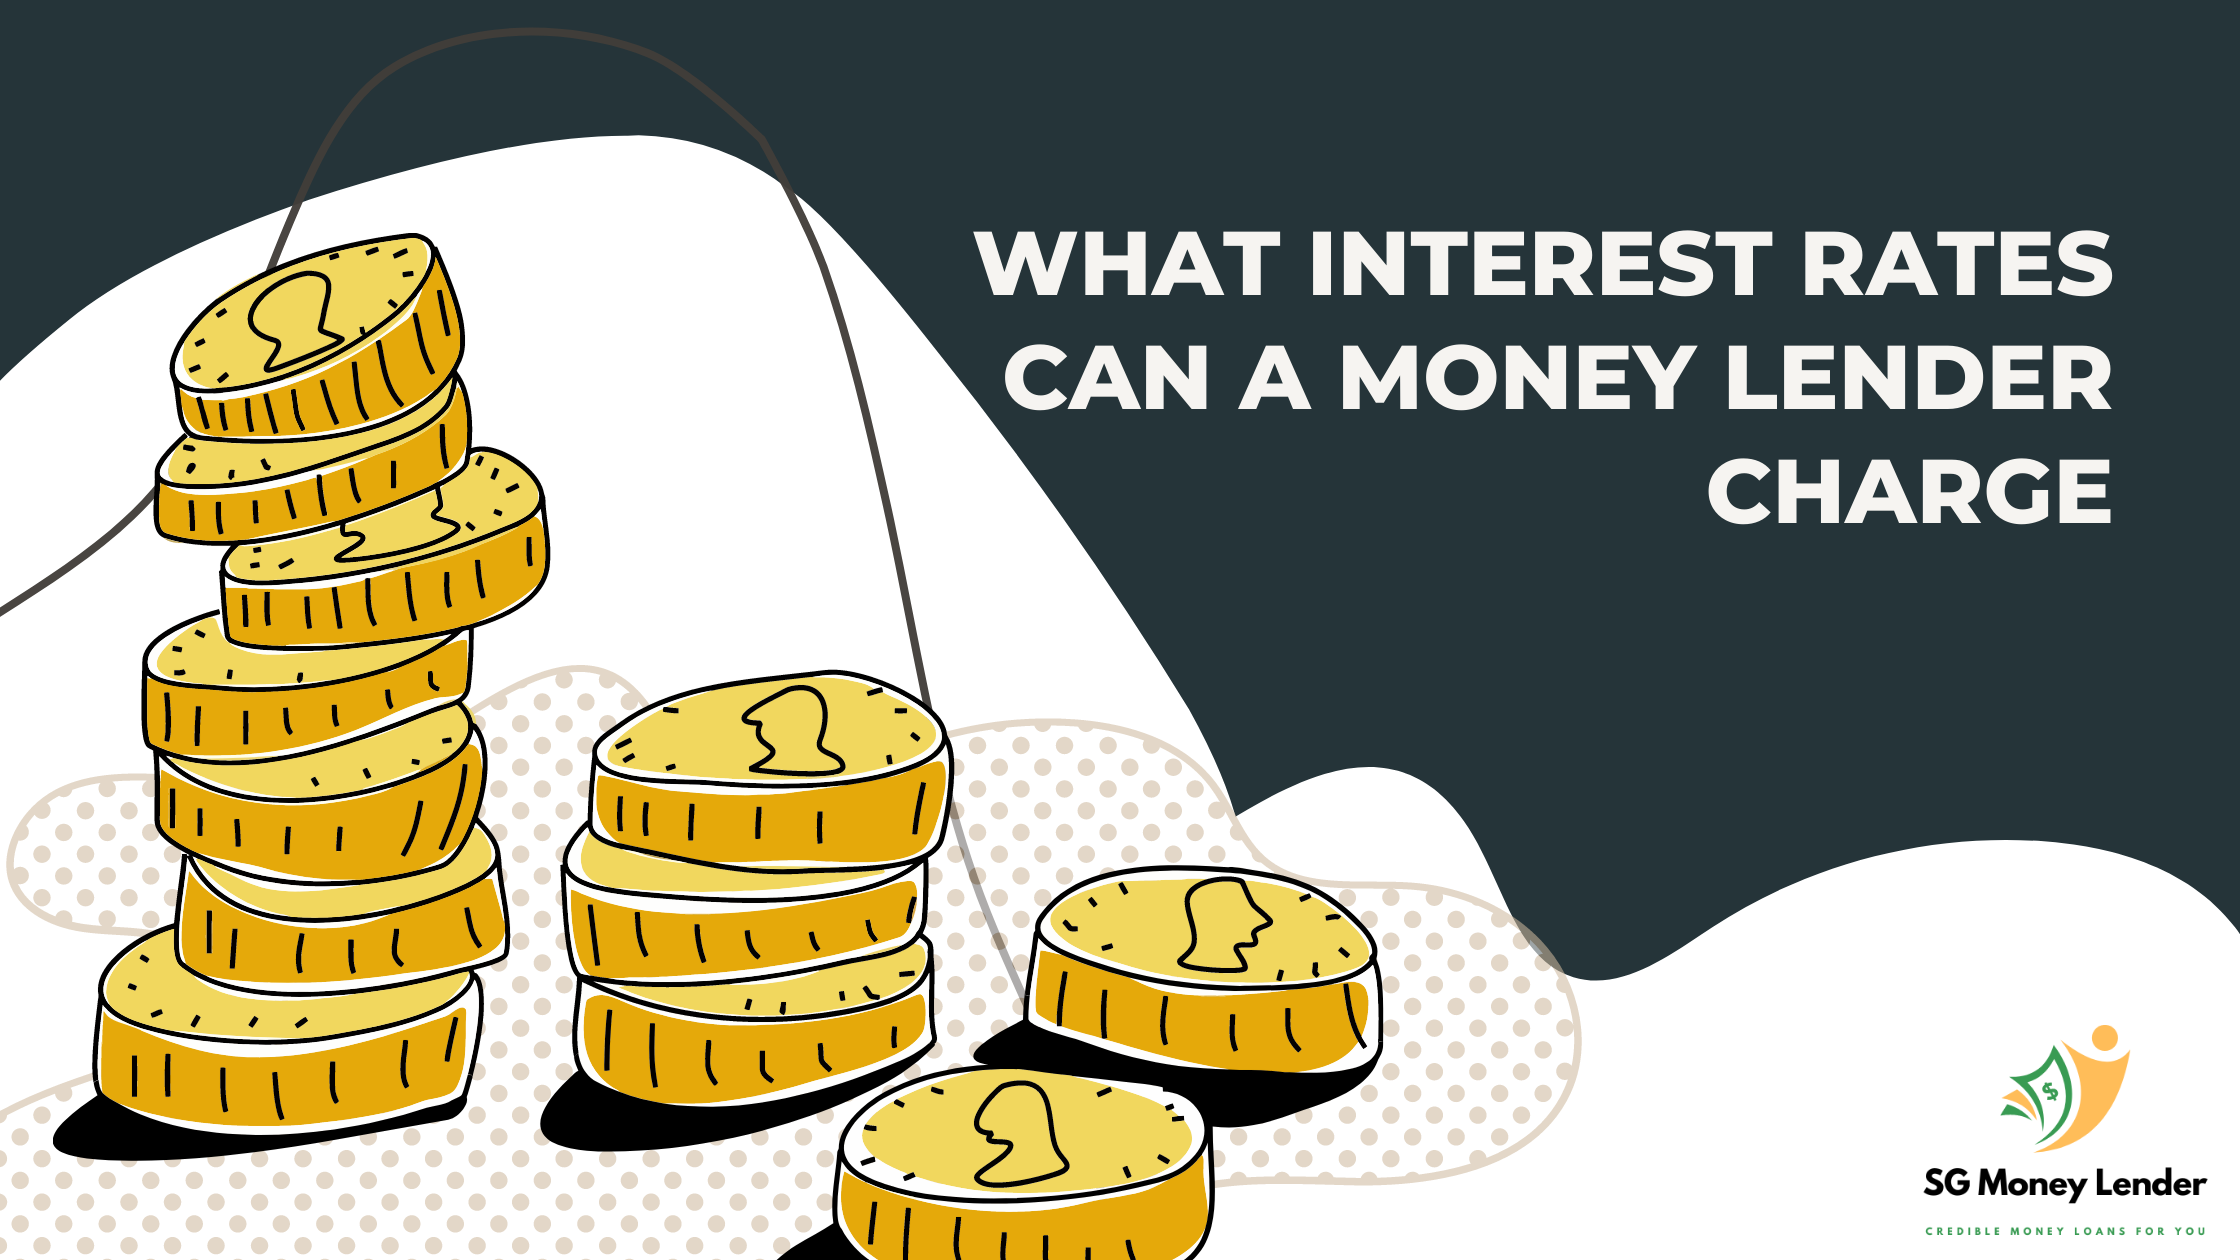 WHAT INTEREST RATES
CAN A MONEY LENDER
CHARGE
$
SG Money Lender
CREDIBLE MONEY LOANS FOR YOU